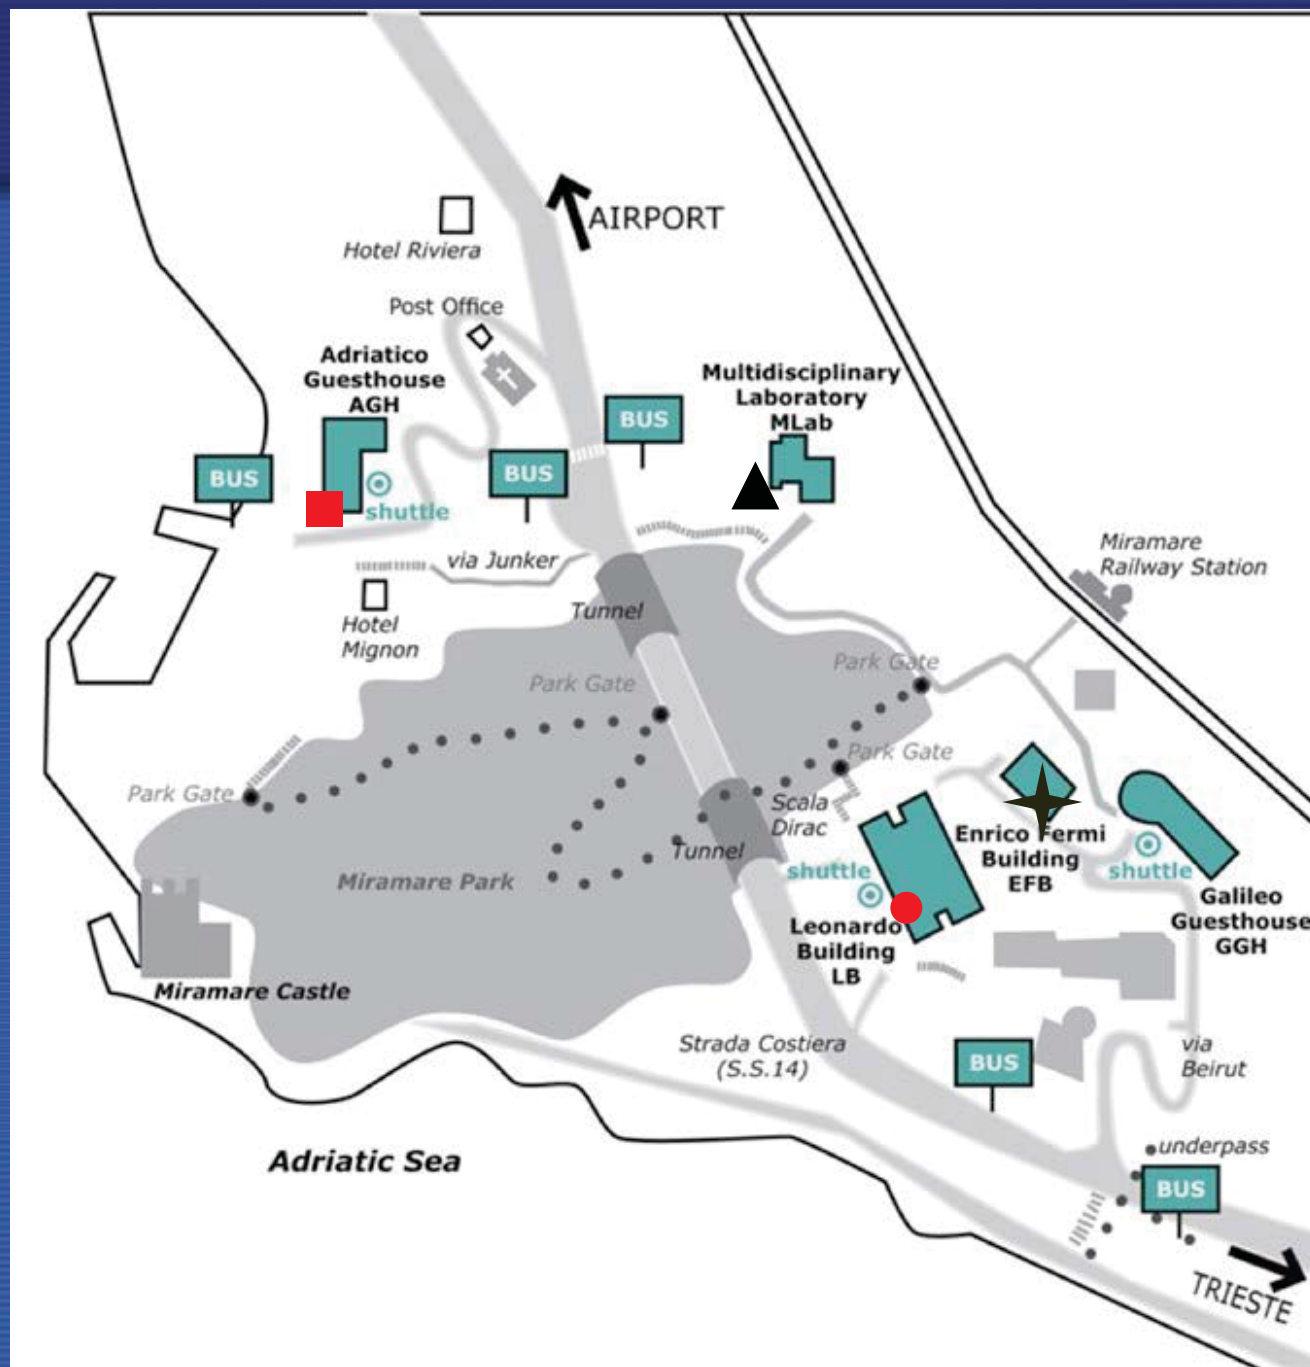 AIRPORT
Hotel Riviera
Post Office
Adriatico
Guesthouse
AGH
Multidisciplinary
Laboratory
MLab
BUS
BUS
BUS
shuttle
via Junker
Miramare
Railway Station
Tunnel
Hotel
Mignon
Park Gate
Park Gate
Park Gate
Park Gate
Scala
Dirac
Enrico Fermi
Building
EFB
Tunnel
shuttle
shuttle
Miramare Park
Galileo
Guesthouse
GGH
Leonardo
Building
LB
Miramare Castle
Strada Costiera
(S.S.14)
via
Beirut
BUS
Adriatic Sea
underpass
BUS
TRIESTE